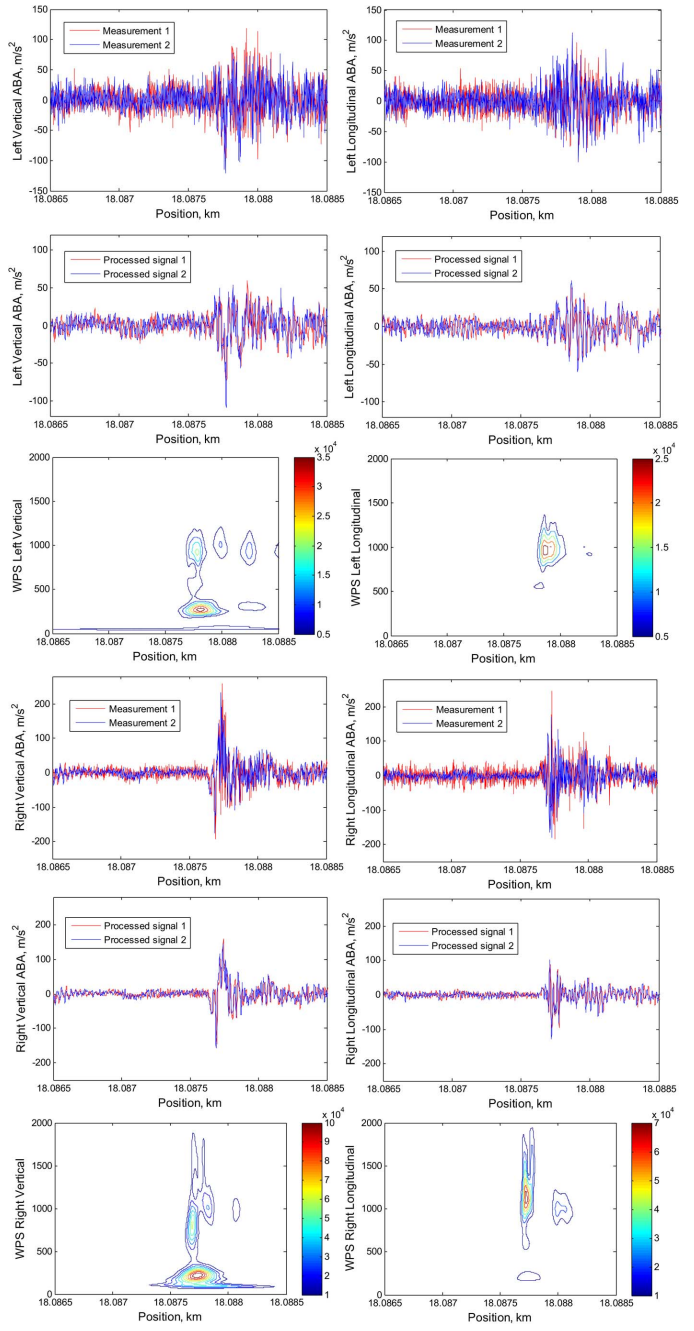 150
100
50
0
-50
-100
-150
Left Vertical ABA, m/s²
Measurement 1
Measurement 2
18.0865 18.087 18.0875 18.088 18.0885
Position, km
150
100
50
0
-50
-100
-150
Left Longitudinal ABA, m/s²
Measurement 1
Measurement 2
18.0865 18.087 18.0875 18.088 18.0885
Position, km
100
50
0
-50
-100
Left Vertical ABA, m/s²
Processed signal 1
Processed signal 2
18.0865 18.087 18.0875 18.088 18.0885
Position, km
100
50
0
-50
-100
Left Longitudinal ABA, m/s²
Processed signal 1
Processed signal 2
18.0865 18.087 18.0875 18.088 18.0885
Position, km
2000
1500
1000
500
0
WPS Left Vertical
18.0865 18.087 18.0875 18.088 18.0885
Position, km
x 10⁴
3.5
3
2.5
2
1.5
1
0.5
2000
1500
1000
500
0
WPS Left Longitudinal
18.0865 18.087 18.0875 18.088 18.0885
Position, km
x 10⁴
2.5
2
1.5
1
0.5
200
100
0
-100
-200
Right Vertical ABA, m/s²
Measurement 1
Measurement 2
18.0865 18.087 18.0875 18.088 18.0885
Position, km
200
100
0
-100
-200
Right Longitudinal ABA, m/s²
Measurement 1
Measurement 2
18.0865 18.087 18.0875 18.088 18.0885
Position, km
200
100
0
-100
-200
Right Vertical ABA, m/s²
Processed signal 1
Processed signal 2
18.0865 18.087 18.0875 18.088 18.0885
Position, km
200
100
0
-100
-200
Right Longitudinal ABA, m/s²
Processed signal 1
Processed signal 2
18.0865 18.087 18.0875 18.088 18.0885
Position, km
2000
1500
1000
500
0
WPS Right Vertical
18.0865 18.087 18.0875 18.088 18.0885
Position, km
x 10⁴
10
9
8
7
6
5
4
3
2
2000
1500
1000
500
0
WPS Right Longitudinal
18.0865 18.087 18.0875 18.088 18.0885
Position, km
x 10⁴
7
6
5
4
3
2
1